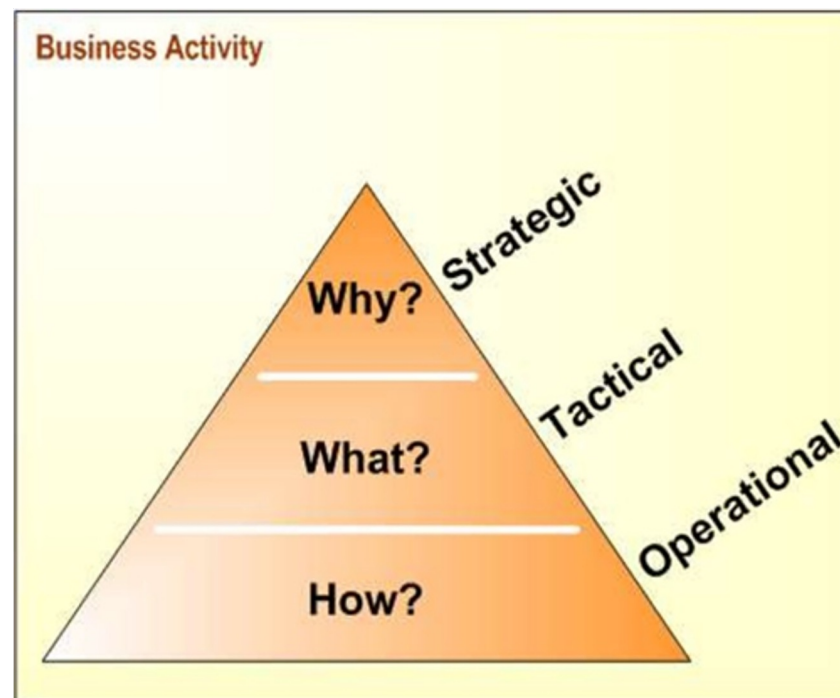 Business Activity
Why?
Strategic
What?
Tactical
How?
Operational